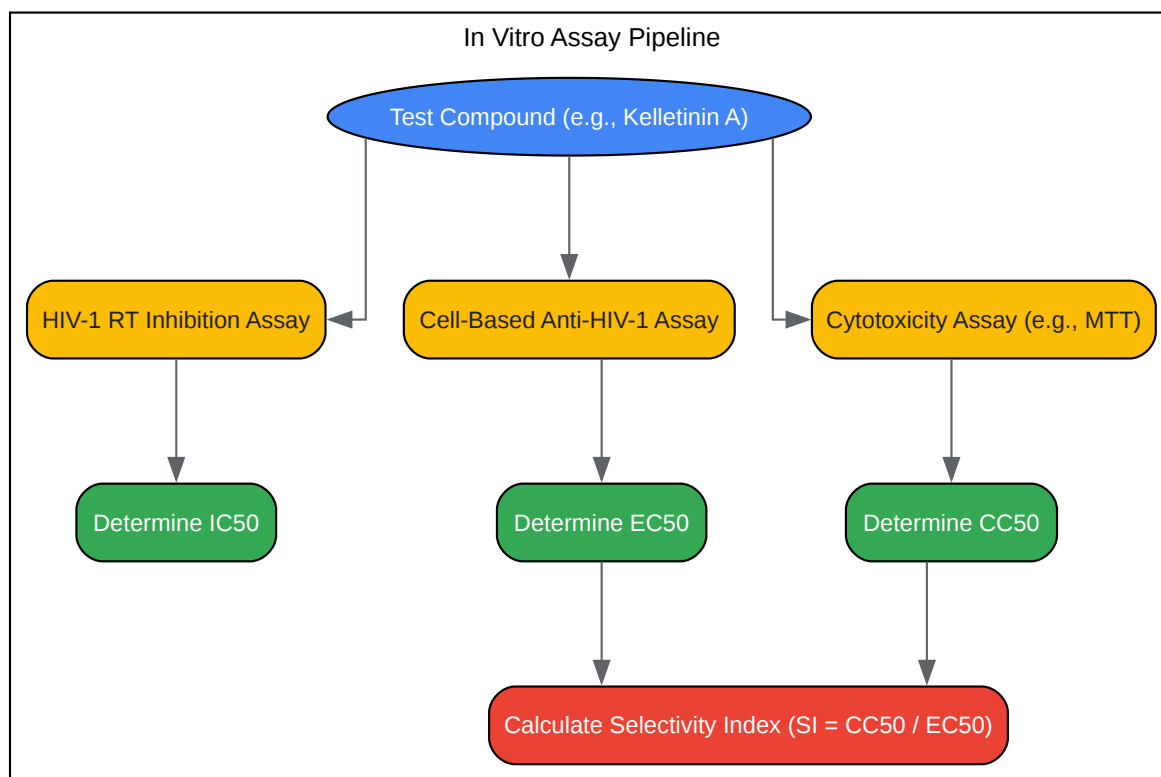 In Vitro Assay Pipeline
Test Compound (e.g., Kelletinin A)
HIV-1 RT Inhibition Assay
Cell-Based Anti-HIV-1 Assay
Cytotoxicity Assay (e.g., MTT)
Determine IC50
Determine EC50
Determine CC50
Calculate Selectivity Index (SI = CC50 / EC50)